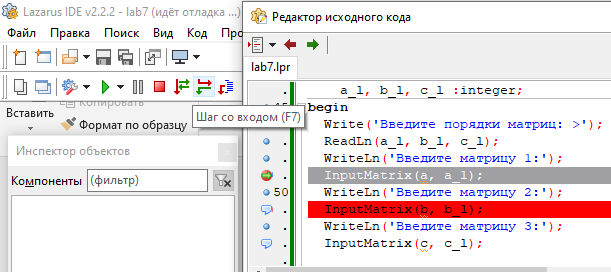 Lazarus IDE v2.2.2 - lab7 (идёт отладка ...)
Файл Правка Поиск Вид
Копировать
Вставить
Формат по образцу
Шаг со входом (F7)
Инспектор объектов
Компоненты (фильтр)
Редактор исходного кода
lab7.lpr
a_l, b_l, c_l :integer;
begin
Write('Введите порядки матриц: >');
ReadLn(a_l, b_l, c_l);
WriteLn('Введите матрицу 1:');
InputMatrix(a, a_l);
50 WriteLn('Введите матрицу 2:');
InputMatrix(b, b_l);
WriteLn('Введите матрицу 3:');
InputMatrix(c, c_l);